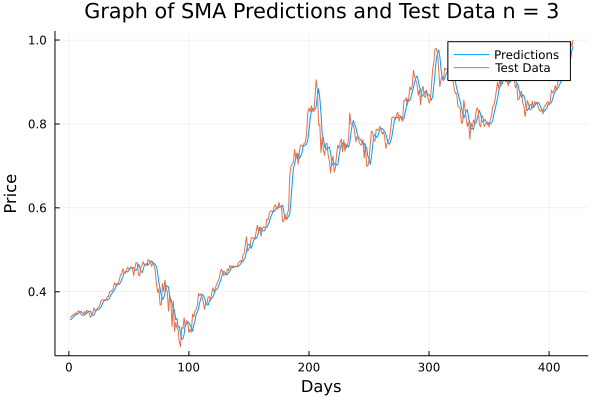 Graph of SMA Predictions and Test Data n = 3
Predictions
Test Data
1.0
0.8
0.6
0.4
Price
0 100 200 300 400
Days